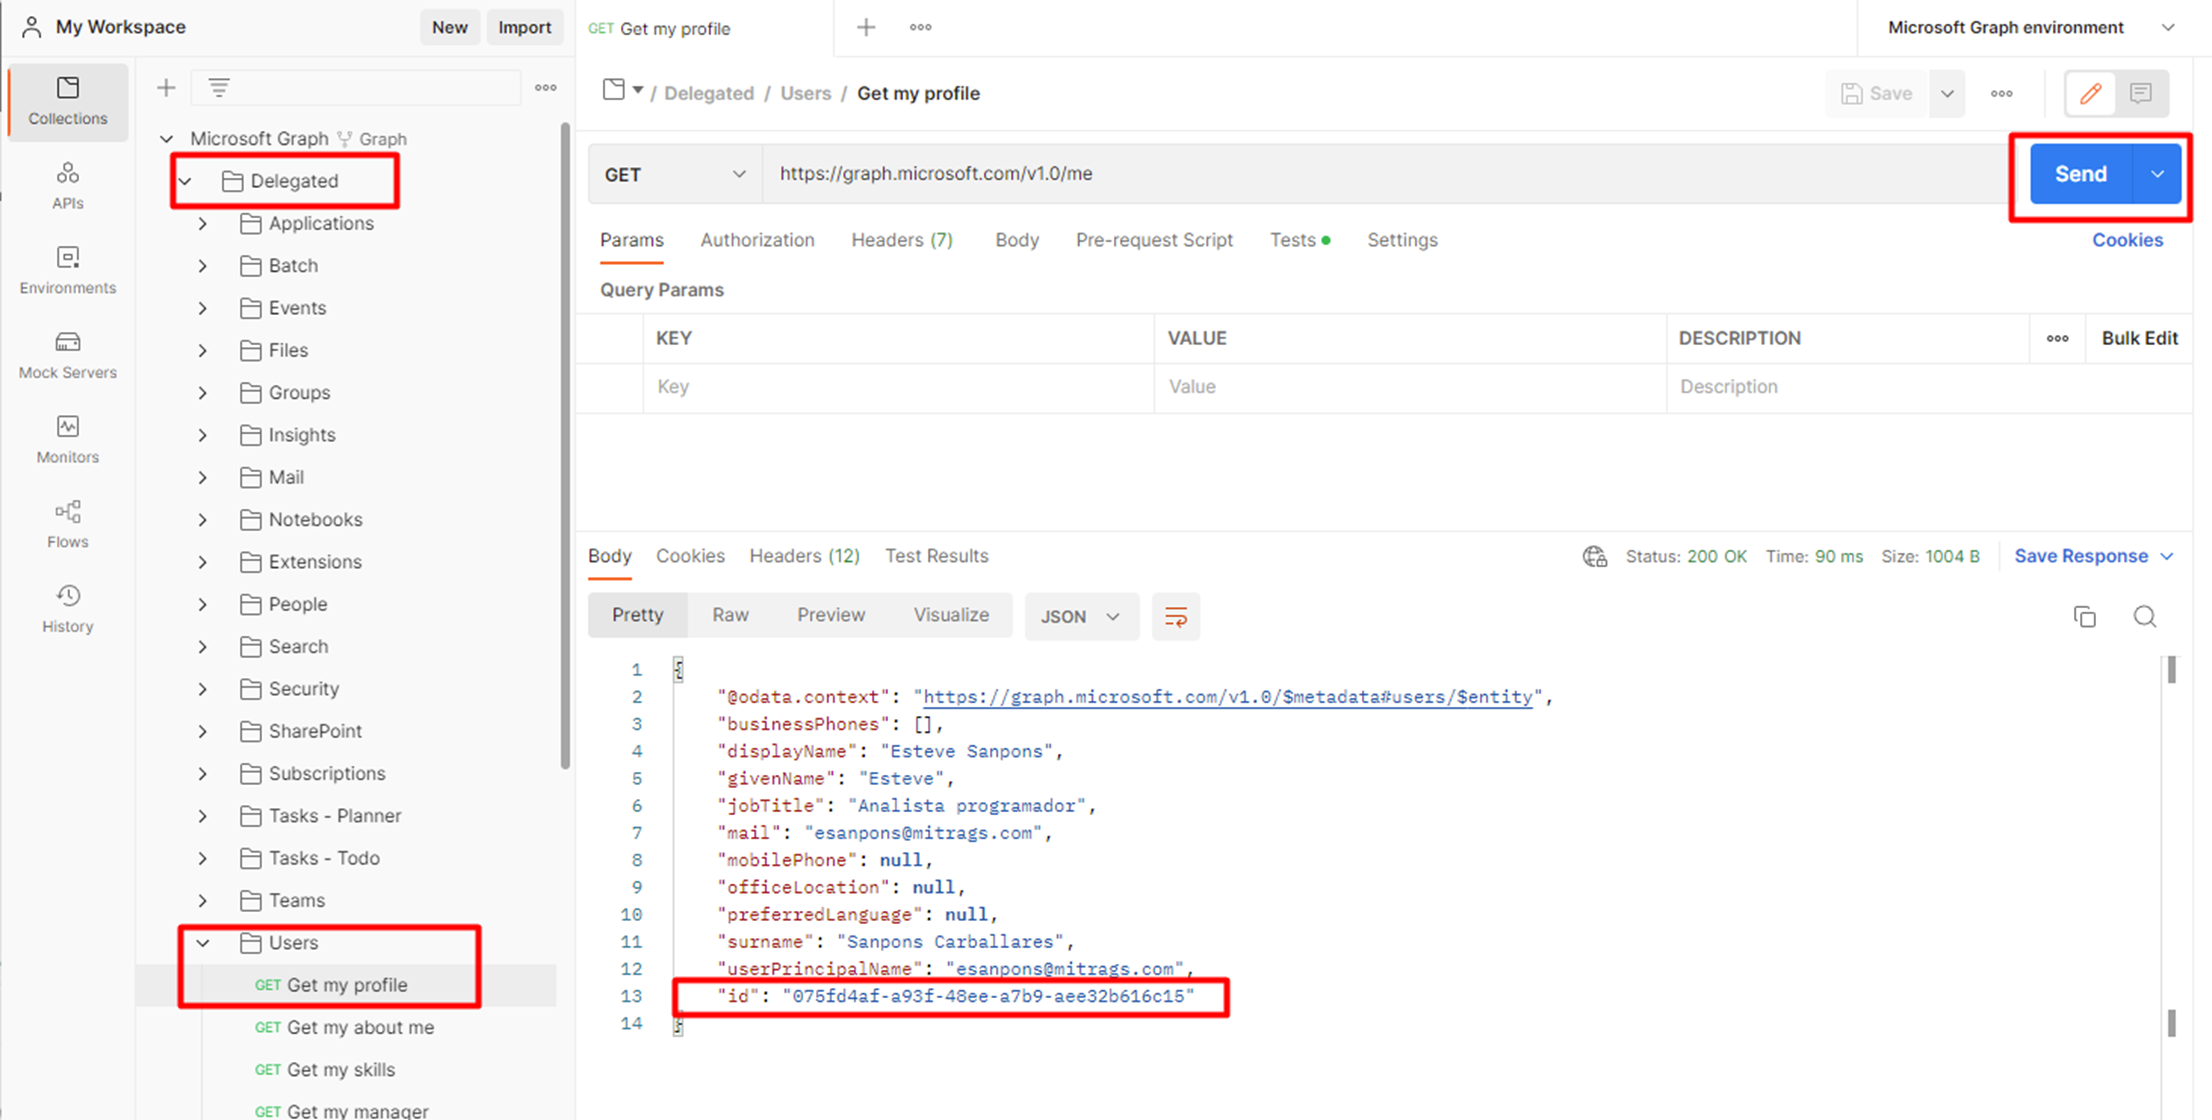 My Workspace
New
Import
GET Get my profile
Microsoft Graph environment
Collections
APIs
Environments
Mock Servers
Monitors
Flows
History
Microsoft Graph Graph
Delegated
Applications
Batch
Events
Files
Groups
Insights
Mail
Notebooks
Extensions
People
Search
Security
SharePoint
Subscriptions
Tasks - Planner
Tasks - Todo
Teams
Users
GET Get my profile
GET Get my about me
GET Get my skills
GET Get my manager
/ Delegated / Users / Get my profile
Save
GET
https://graph.microsoft.com/v1.0/me
Send
Params Authorization Headers (7) Body Pre-request Script Tests Settings Cookies
Query Params
KEY VALUE DESCRIPTION Bulk Edit
Key Value Description
Body Cookies Headers (12) Test Results
Status: 200 OK Time: 90 ms Size: 1004 B Save Response
Pretty Raw Preview Visualize JSON
1 {
2 "@odata.context": "https://graph.microsoft.com/v1.0/$metadata#users/$entity",
3 "businessPhones": [],
4 "displayName": "Esteve Sanpons",
5 "givenName": "Esteve",
6 "jobTitle": "Analista programador",
7 "mail": "esanpons@mitrags.com",
8 "mobilePhone": null,
9 "officeLocation": null,
10 "preferredLanguage": null,
11 "surname": "Sanpons Carballares",
12 "userPrincipalName": "esanpons@mitrags.com",
13 "id": "075fd4af-a93f-48ee-a7b9-aee32b616c15"
14 }